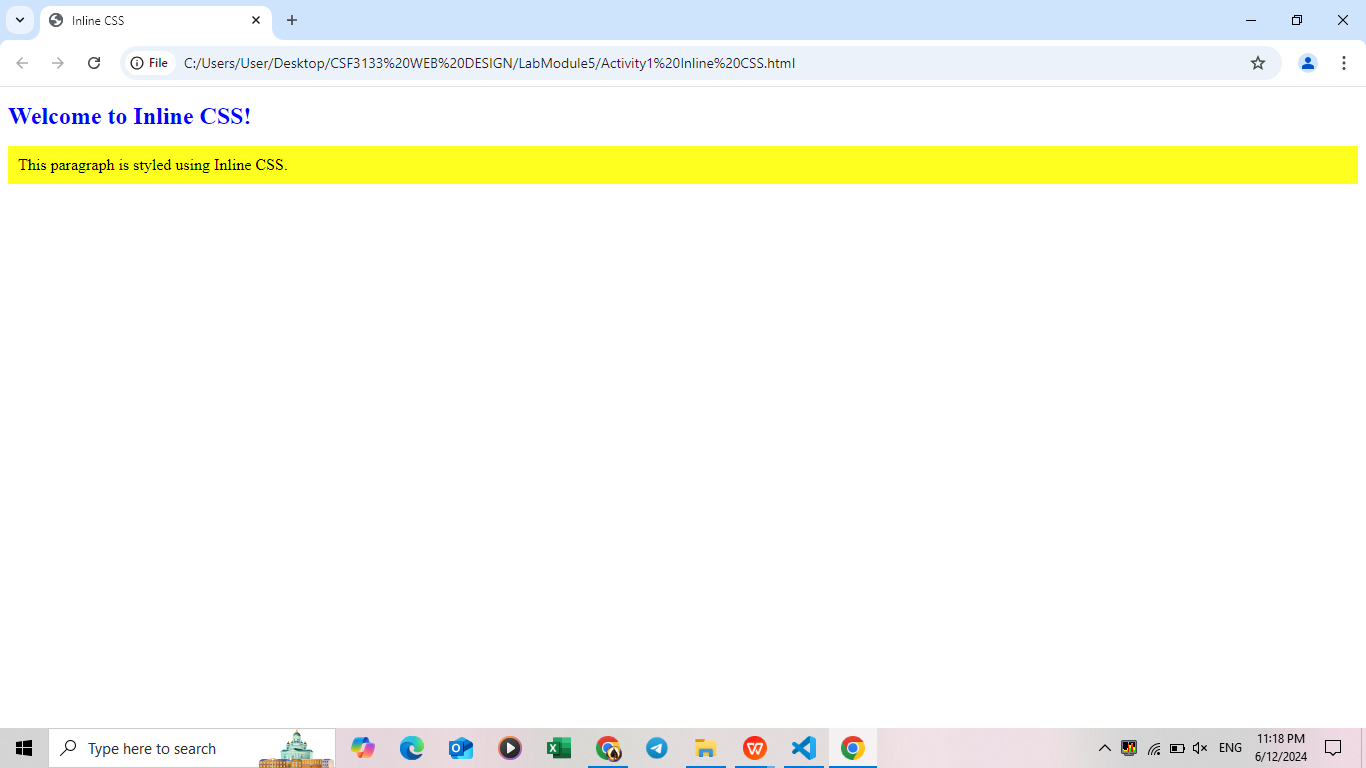 Inline CSS
File
C:/Users/User/Desktop/CSF3133%20WEB%20DESIGN/LabModule5/Activity1%20Inline%20CSS.html
Welcome to Inline CSS!
This paragraph is styled using Inline CSS.
Type here to search
ENG
11:18 PM
6/12/2024